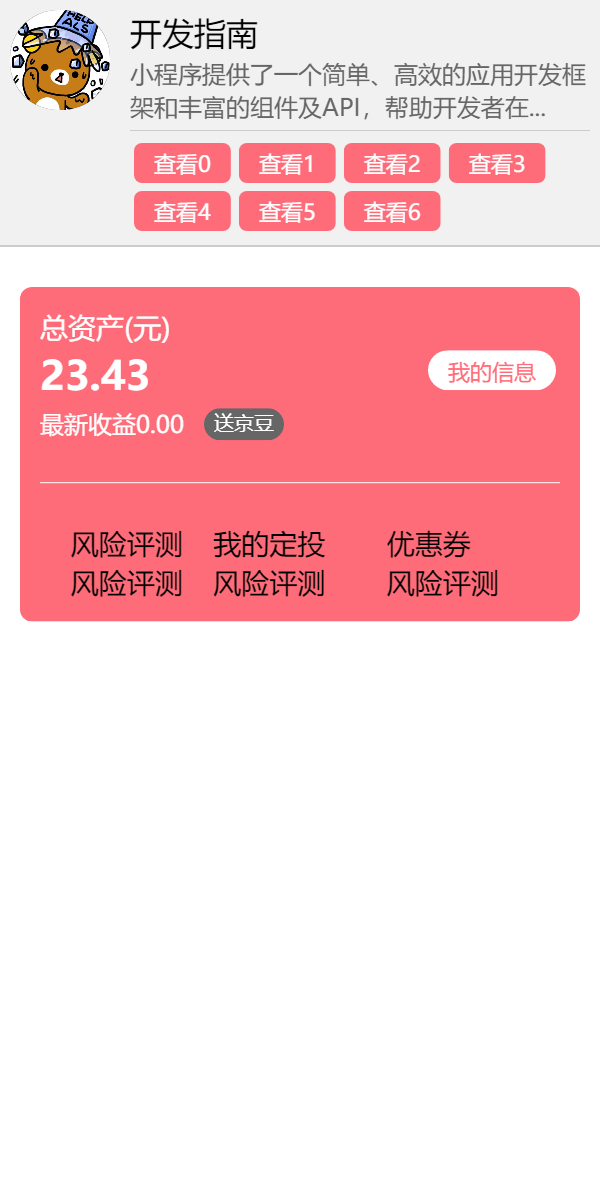 HELP
ALS
开发指南
小程序提供了一个简单、高效的应用开发框
架和丰富的组件及API，帮助开发者在...
查看0 查看1 查看2 查看3
查看4 查看5 查看6
总资产(元)
23.43
我的信息
最新收益0.00 送京豆
风险评测 我的定投 优惠券
风险评测 风险评测 风险评测